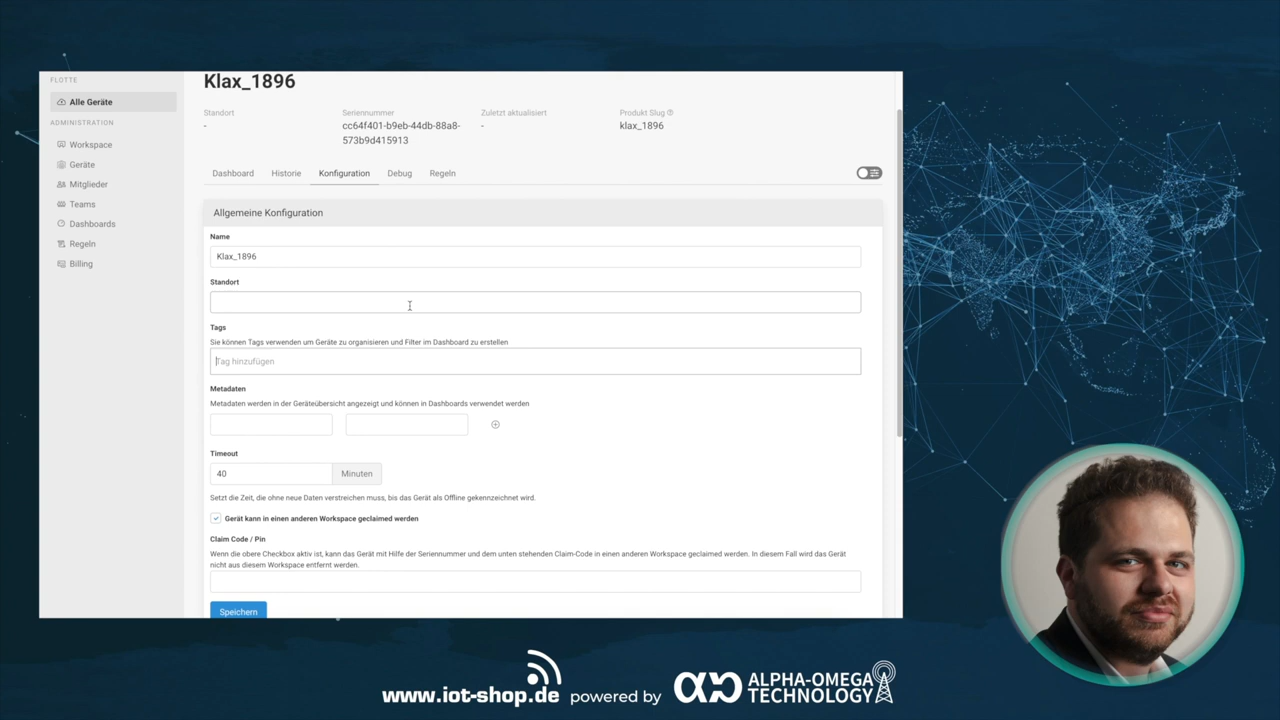 FLOTTE
Alle Geräte
ADMINISTRATION
Workspace
Geräte
Mitglieder
Teams
Dashboards
Regeln
Billing
Klax_1896
Standort
-
Seriennummer
cc64f401-b9eb-44db-88a8-
573b9d415913
Zuletzt aktualisiert
-
Produkt Slug
klax_1896
Dashboard Historie Konfiguration Debug Regeln
Allgemeine Konfiguration
Name
Klax_1896
Standort
Tags
Sie können Tags verwenden um Geräte zu organisieren und Filter im Dashboard zu erstellen
Tag hinzufügen
Metadaten
Metadaten werden in der Geräteübersicht angezeigt und können in Dashboards verwendet werden
Timeout
40 Minuten
Setzt die Zeit, die ohne neue Daten verstreichen muss, bis das Gerät als Offline gekennzeichnet wird.
Gerät kann in einen anderen Workspace geclaimed werden
Claim Code / Pin
Wenn die obere Checkbox aktiv ist, kann das Gerät mit Hilfe der Seriennummer und dem unten stehenden Claim-Code in einen anderen Workspace geclaimed werden. In diesem Fall wird das Gerät
nicht aus diesem Workspace entfernt werden.
Speichern
www.iot-shop.de powered by ALPHA-OMEGA
TECHNOLOGY